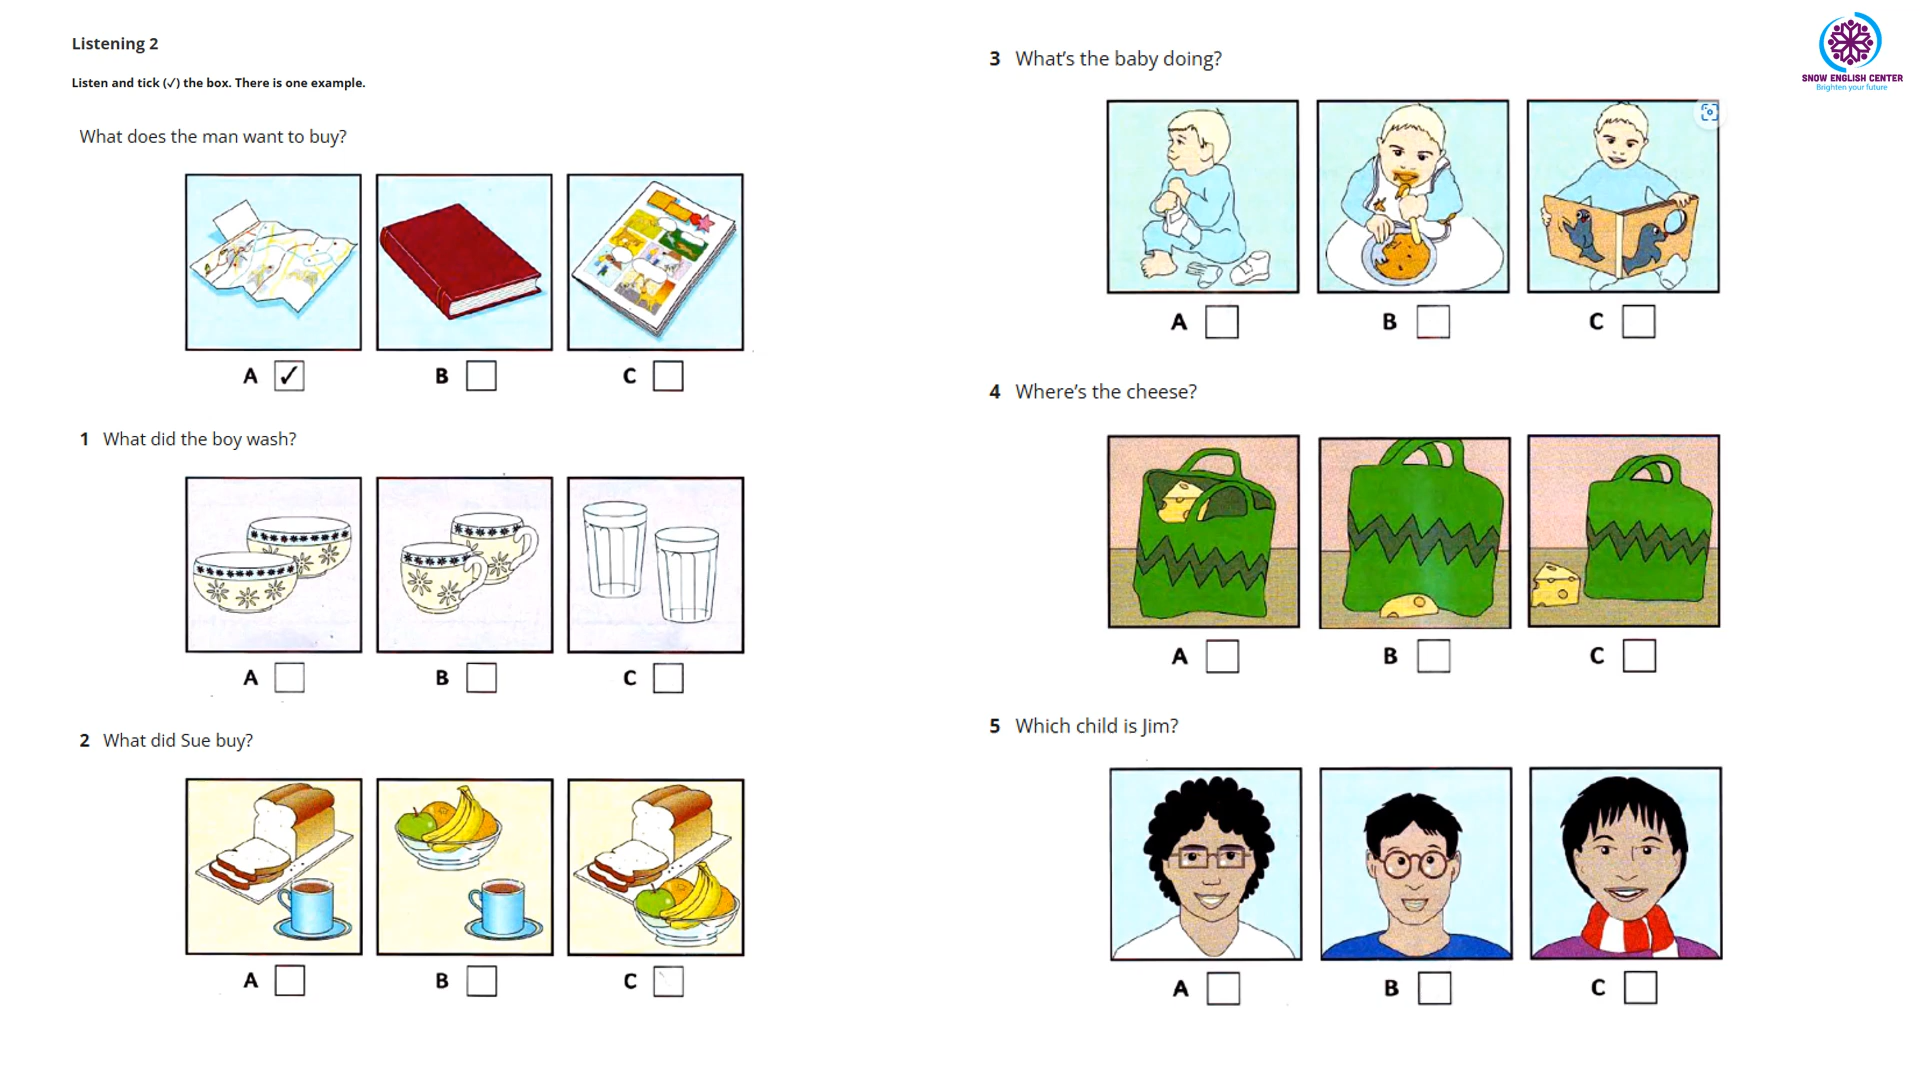 Listening 2
Listen and tick (✓) the box. There is one example.
What does the man want to buy?
A ✓ B C
1 What did the boy wash?
A B C
2 What did Sue buy?
A B C
3 What’s the baby doing?
A B C
4 Where’s the cheese?
A B C
5 Which child is Jim?
A B C
SNOW ENGLISH CENTER
Brighten your future